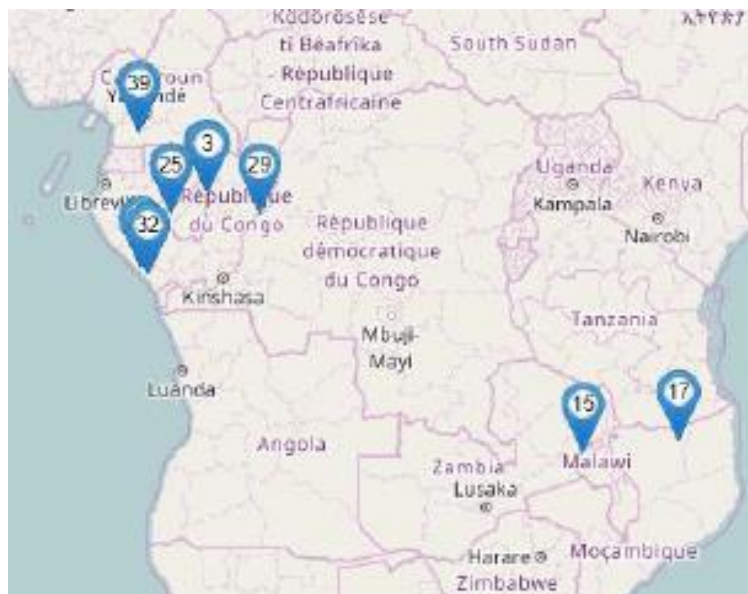 Ködörösêse
tî Bêafrîka
- République
Centrafricaine
South Sudan
39
3
25
29
République
du Congo
32
Uganda
Kampala
Kenya
Nairobi
République
démocratique
du Congo
Kinshasa
Tanzania
Mbuji-
Mayi
Luanda
15
17
Angola
Malawi
Zambia
Lusaka
Moçambique
Harare
Zimbabwe